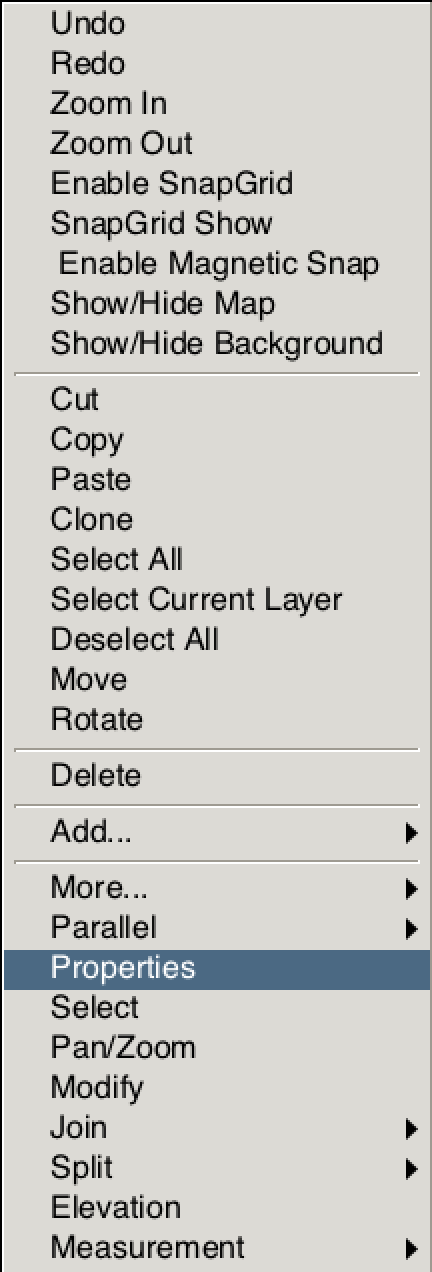 Undo
Redo
Zoom In
Zoom Out
Enable SnapGrid
SnapGrid Show
Enable Magnetic Snap
Show/Hide Map
Show/Hide Background
Cut
Copy
Paste
Clone
Select All
Select Current Layer
Deselect All
Move
Rotate
Delete
Add...
More...
Parallel
Properties
Select
Pan/Zoom
Modify
Join
Split
Elevation
Measurement